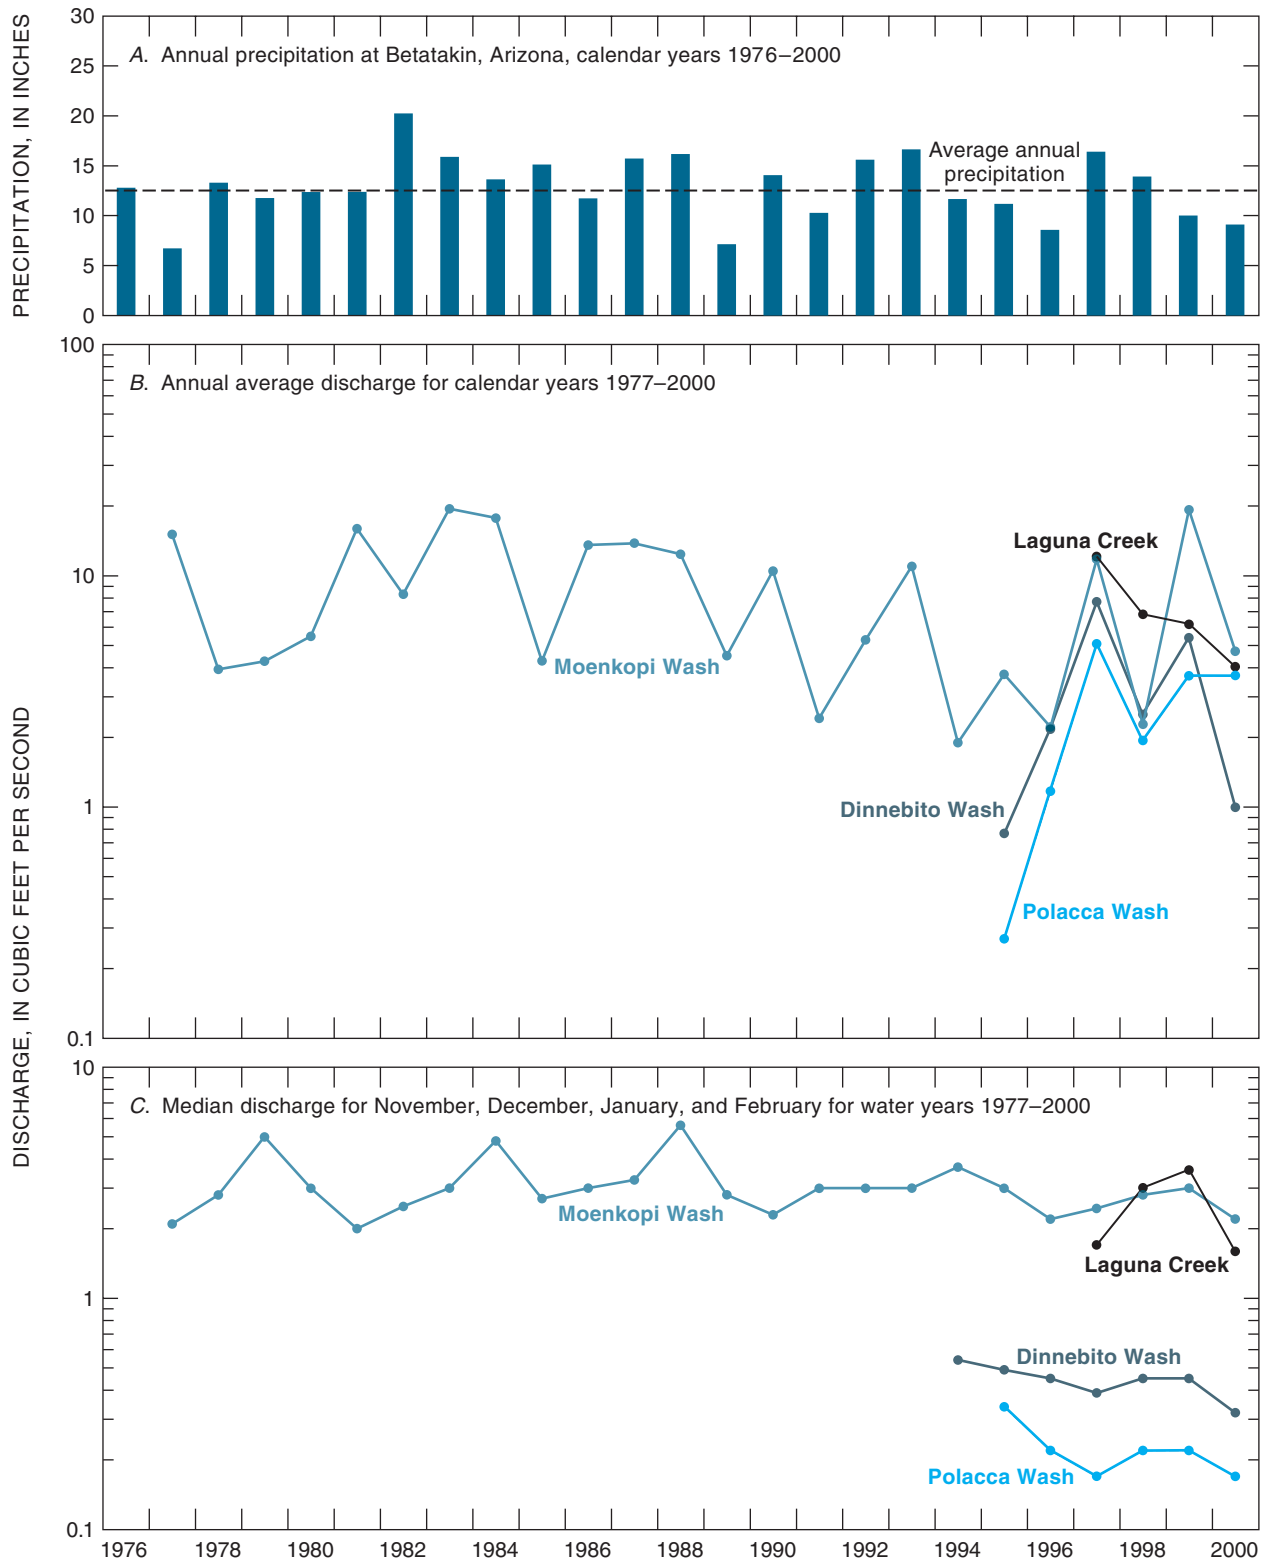 PRECIPITATION, IN INCHES
30
25
20
15
10
5
0
A. Annual precipitation at Betatakin, Arizona, calendar years 1976–2000
Average annual
precipitation
DISCHARGE, IN CUBIC FEET PER SECOND
100
10
1
0.1
B. Annual average discharge for calendar years 1977–2000
Laguna Creek
Moenkopi Wash
Dinnebito Wash
Polacca Wash
10
1
0.1
C. Median discharge for November, December, January, and February for water years 1977–2000
Moenkopi Wash
Laguna Creek
Dinnebito Wash
Polacca Wash
1976 1978 1980 1982 1984 1986 1988 1990 1992 1994 1996 1998 2000